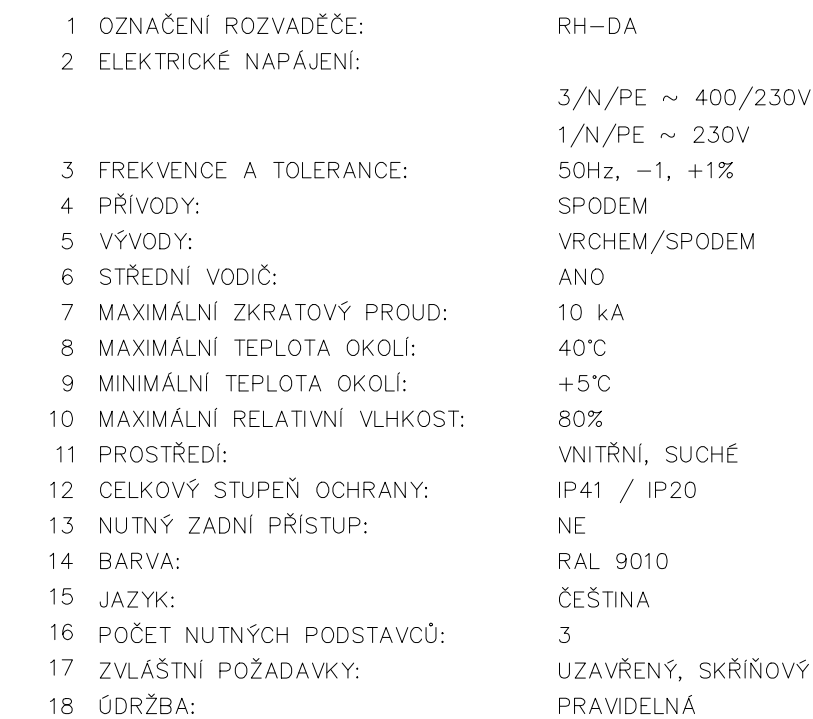 1 OZNAČENÍ ROZVADĚČE: RH-DA
2 ELEKTRICKÉ NAPÁJENÍ:
3/N/PE ~ 400/230V
1/N/PE ~ 230V
3 FREKVENCE A TOLERANCE: 50Hz, -1, +1%
4 PŘÍVODY: SPODEM
5 VÝVODY: VRCHEM/SPODEM
6 STŘEDNÍ VODIČ: ANO
7 MAXIMÁLNÍ ZKRATOVÝ PROUD: 10 kA
8 MAXIMÁLNÍ TEPLOTA OKOLÍ: 40°C
9 MINIMÁLNÍ TEPLOTA OKOLÍ: +5°C
10 MAXIMÁLNÍ RELATIVNÍ VLHKOST: 80%
11 PROSTŘEDÍ: VNITŘNÍ, SUCHÉ
12 CELKOVÝ STUPEŇ OCHRANY: IP41 / IP20
13 NUTNÝ ZADNÍ PŘÍSTUP: NE
14 BARVA: RAL 9010
15 JAZYK: ČEŠTINA
16 POČET NUTNÝCH PODSTAVCŮ: 3
17 ZVLÁŠTNÍ POŽADAVKY: UZAVŘENÝ, SKŘÍŇOVÝ
18 ÚDRŽBA: PRAVIDELNÁ